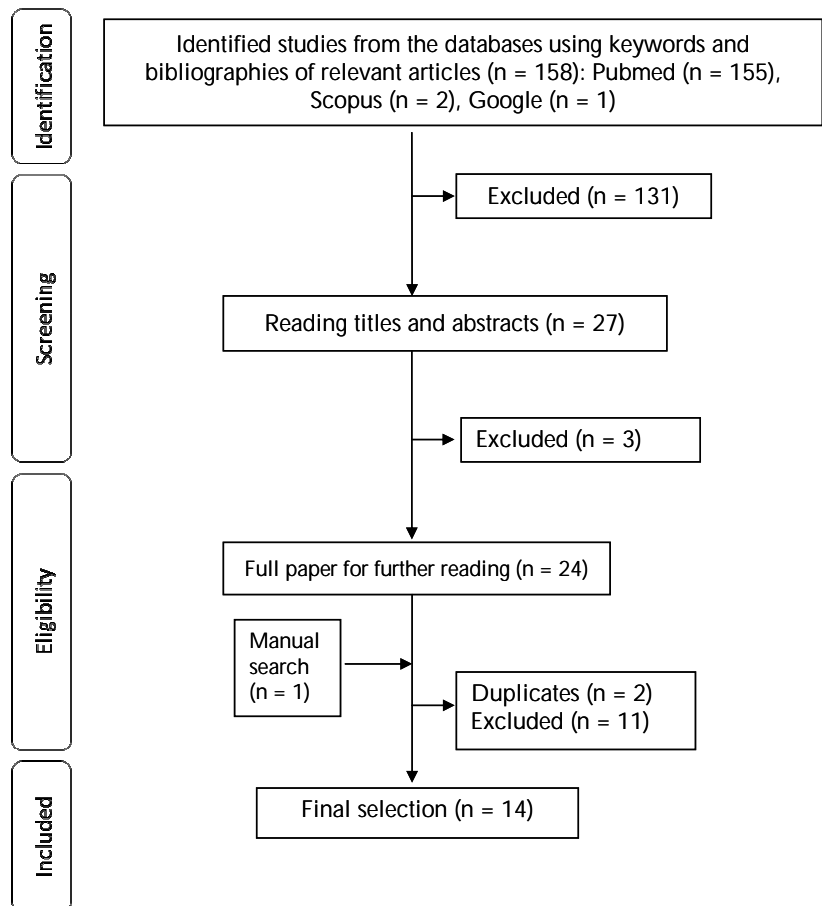 Identification
Identified studies from the databases using keywords and
bibliographies of relevant articles (n = 158): Pubmed (n = 155),
Scopus (n = 2), Google (n = 1)
Excluded (n = 131)
Screening
Reading titles and abstracts (n = 27)
Excluded (n = 3)
Eligibility
Full paper for further reading (n = 24)
Manual
search
(n = 1)
Duplicates (n = 2)
Excluded (n = 11)
Included
Final selection (n = 14)